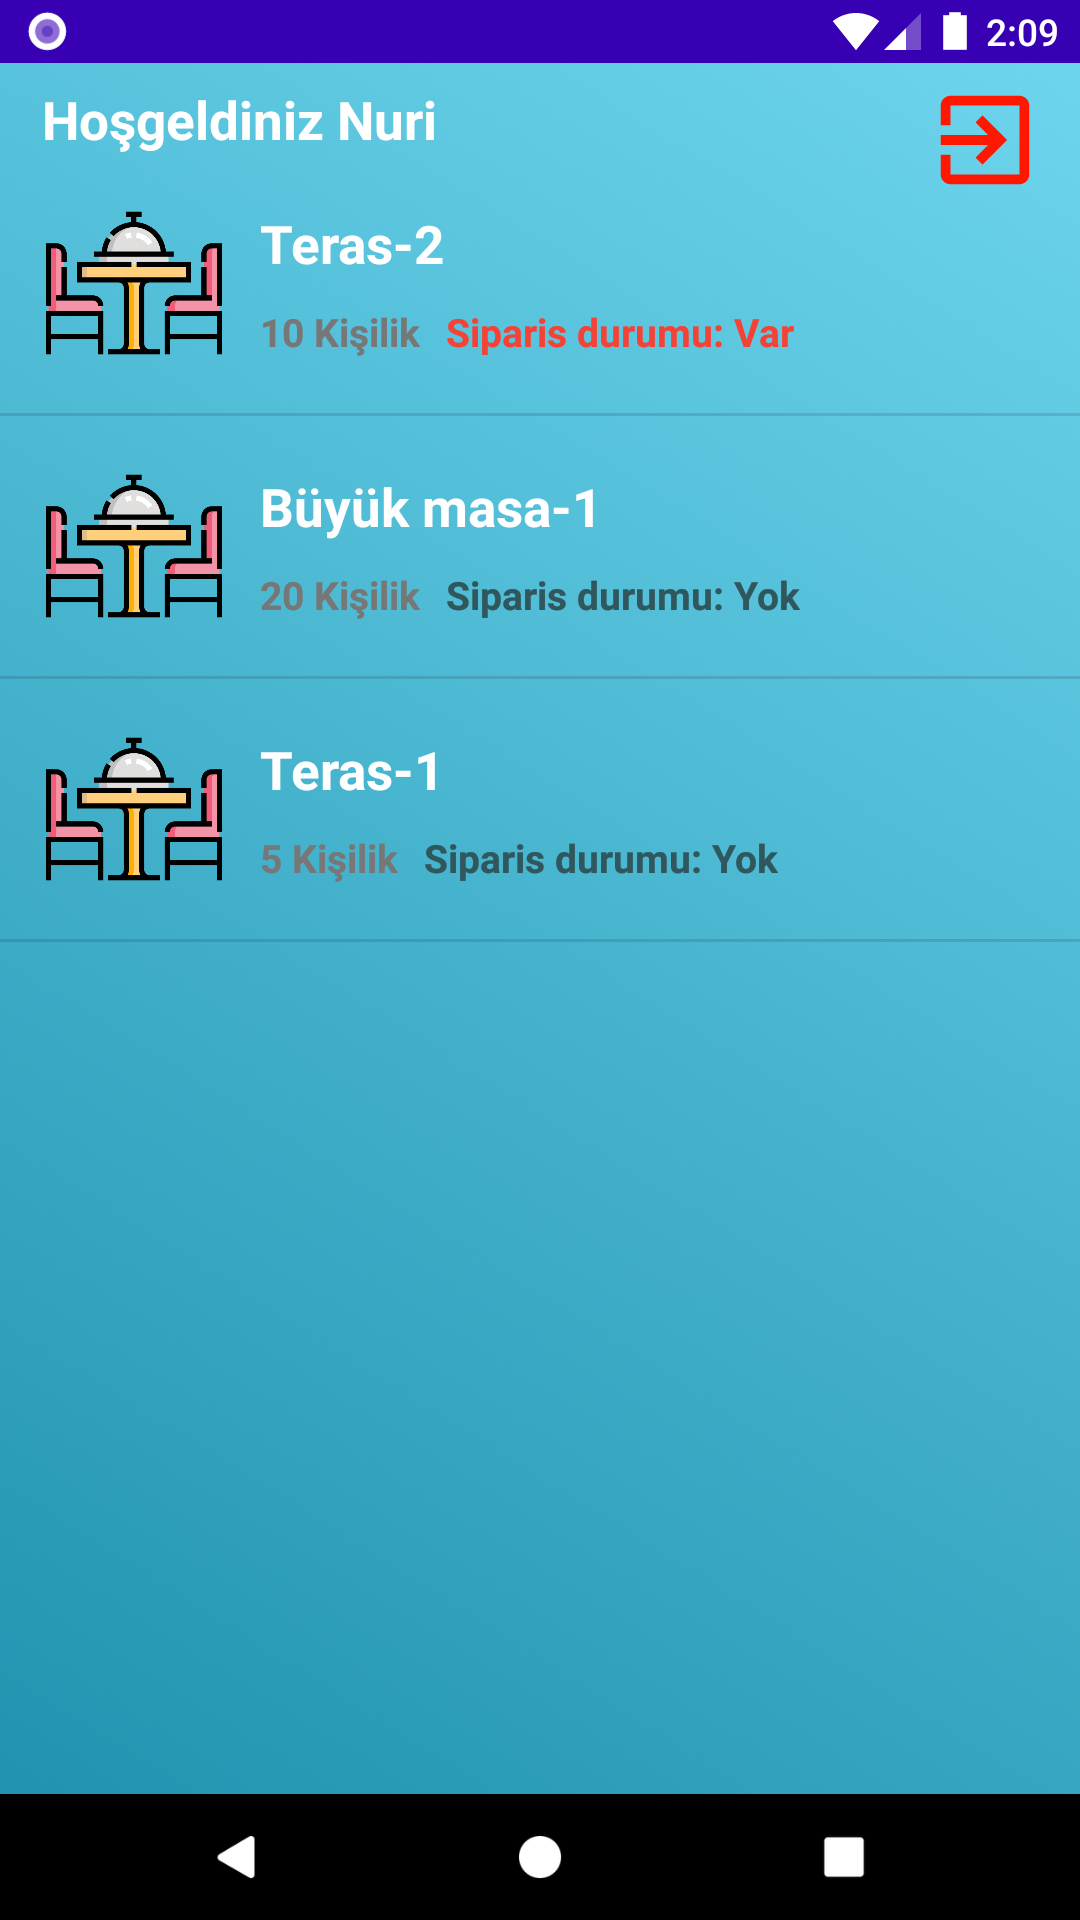 2:09
Hoşgeldiniz Nuri
Teras-2
10 Kişilik Siparis durumu: Var
Büyük masa-1
20 Kişilik Siparis durumu: Yok
Teras-1
5 Kişilik Siparis durumu: Yok